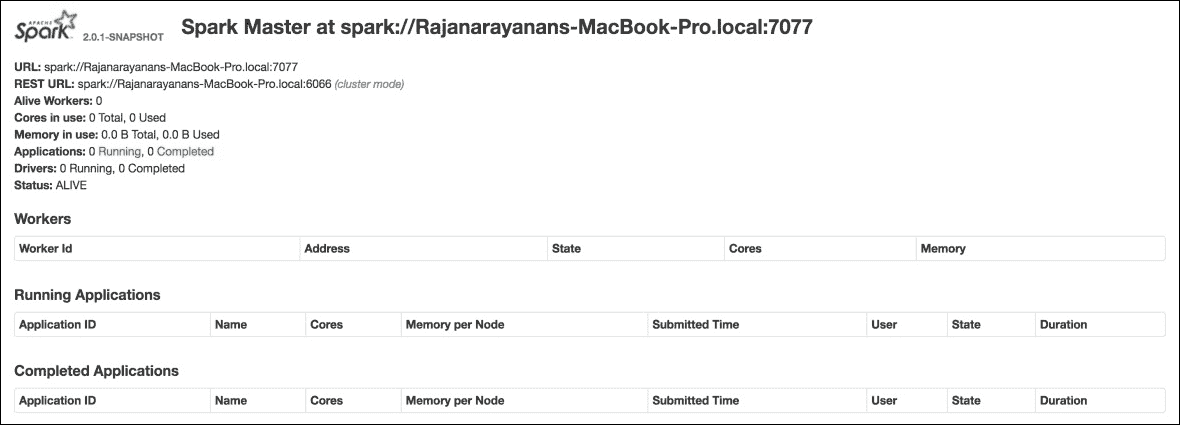 APACHE Spark 2.0.1-SNAPSHOT Spark Master at spark://Rajanarayanans-MacBook-Pro.local:7077
URL: spark://Rajanarayanans-MacBook-Pro.local:7077
REST URL: spark://Rajanarayanans-MacBook-Pro.local:6066 (cluster mode)
Alive Workers: 0
Cores in use: 0 Total, 0 Used
Memory in use: 0.0 B Total, 0.0 B Used
Applications: 0 Running, 0 Completed
Drivers: 0 Running, 0 Completed
Status: ALIVE
Workers
Worker Id Address State Cores Memory
Running Applications
Application ID Name Cores Memory per Node Submitted Time User State Duration
Completed Applications
Application ID Name Cores Memory per Node Submitted Time User State Duration